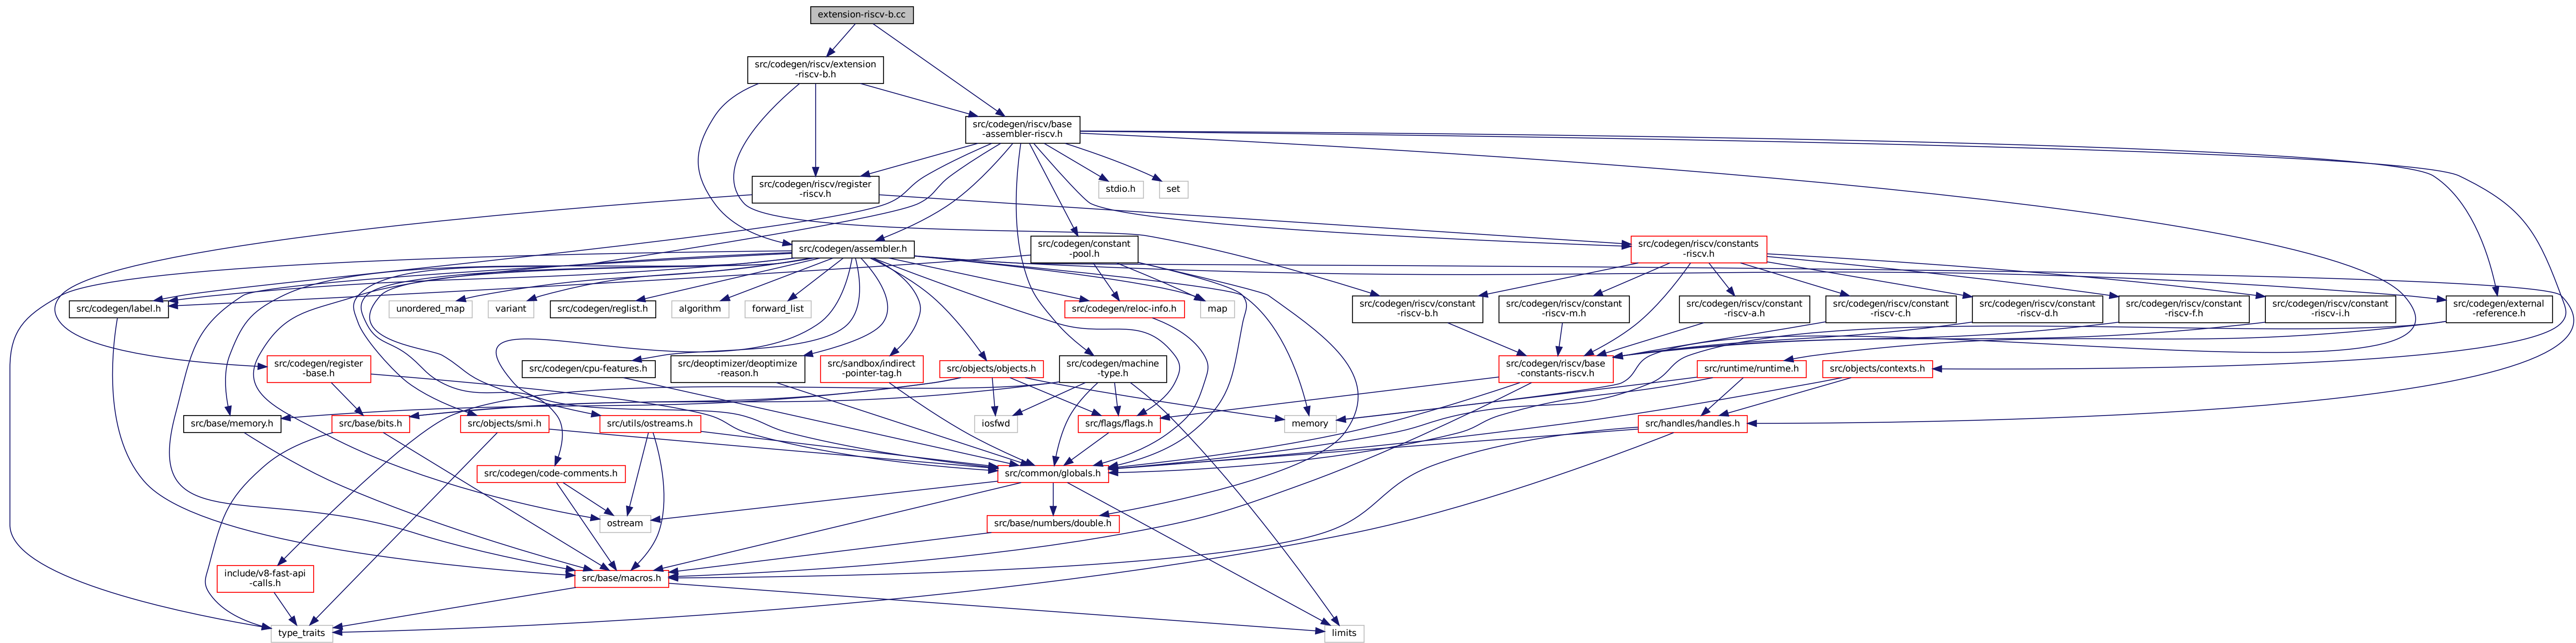 extension-riscv-b.cc
src/codegen/riscv/extension
-riscv-b.h
src/codegen/riscv/base
-assembler-riscv.h
src/codegen/riscv/register
-riscv.h
stdio.h
set
src/codegen/assembler.h
src/codegen/constant
-pool.h
src/codegen/riscv/constants
-riscv.h
src/codegen/label.h
unordered_map
variant
src/codegen/reglist.h
algorithm
forward_list
src/codegen/reloc-info.h
map
src/codegen/riscv/constant
-riscv-b.h
src/codegen/riscv/constant
-riscv-m.h
src/codegen/riscv/constant
-riscv-a.h
src/codegen/riscv/constant
-riscv-c.h
src/codegen/riscv/constant
-riscv-d.h
src/codegen/riscv/constant
-riscv-f.h
src/codegen/riscv/constant
-riscv-i.h
src/codegen/external
-reference.h
src/codegen/register
-base.h
src/codegen/cpu-features.h
src/deoptimizer/deoptimize
-reason.h
src/sandbox/indirect
-pointer-tag.h
src/objects/objects.h
src/codegen/machine
-type.h
src/codegen/riscv/base
-constants-riscv.h
src/runtime/runtime.h
src/objects/contexts.h
src/base/memory.h
src/base/bits.h
src/objects/smi.h
src/utils/ostreams.h
iosfwd
src/flags/flags.h
memory
src/handles/handles.h
src/codegen/code-comments.h
src/common/globals.h
ostream
src/base/numbers/double.h
include/v8-fast-api
-calls.h
src/base/macros.h
type_traits
limits